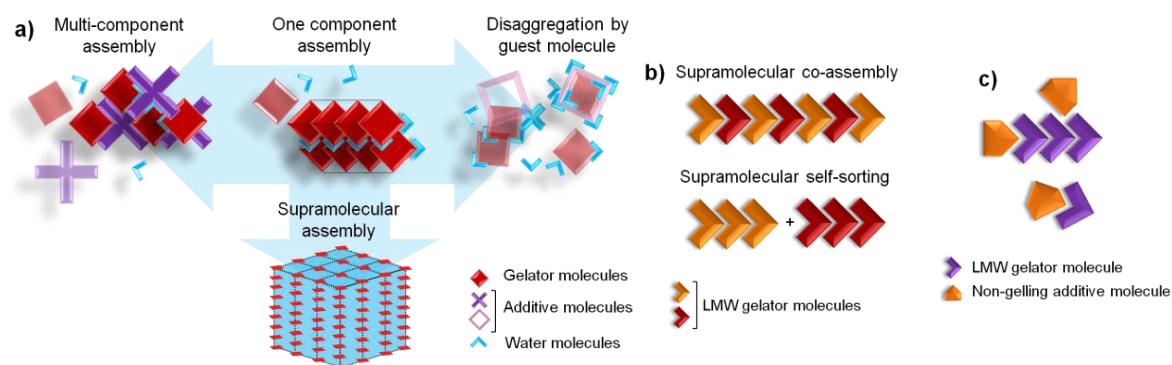 a)
Multi-component
assembly
One component
assembly
Disaggregation by
guest molecule
Supramolecular
assembly
Gelator molecules
Additive molecules
Water molecules
b)
Supramolecular co-assembly
Supramolecular self-sorting
+
LMW gelator molecules
c)
LMW gelator molecule
Non-gelling additive molecule